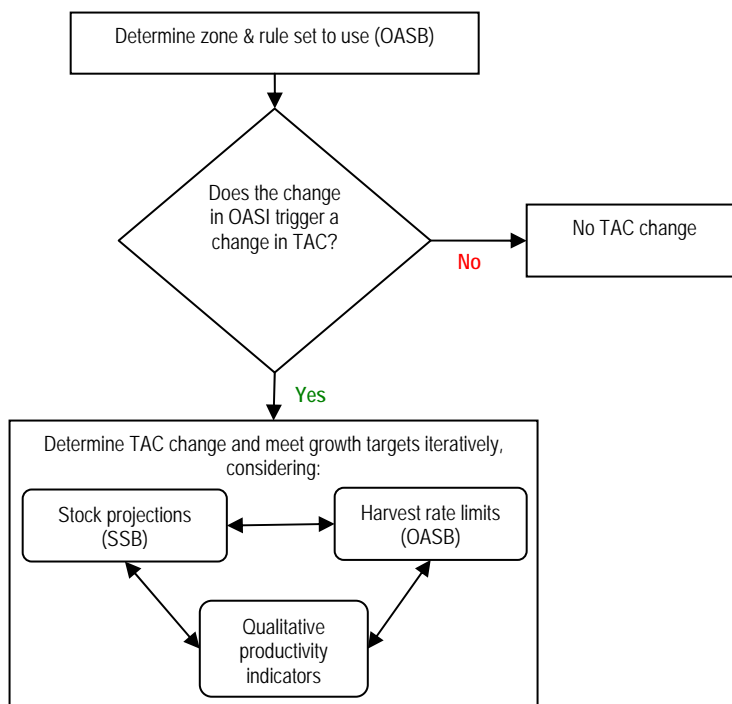 Determine zone & rule set to use (OASB)
Does the change
in OASI trigger a
change in TAC?
No TAC change
No
Yes
Determine TAC change and meet growth targets iteratively,
considering:
Stock projections
(SSB)
Harvest rate limits
(OASB)
Qualitative
productivity
indicators